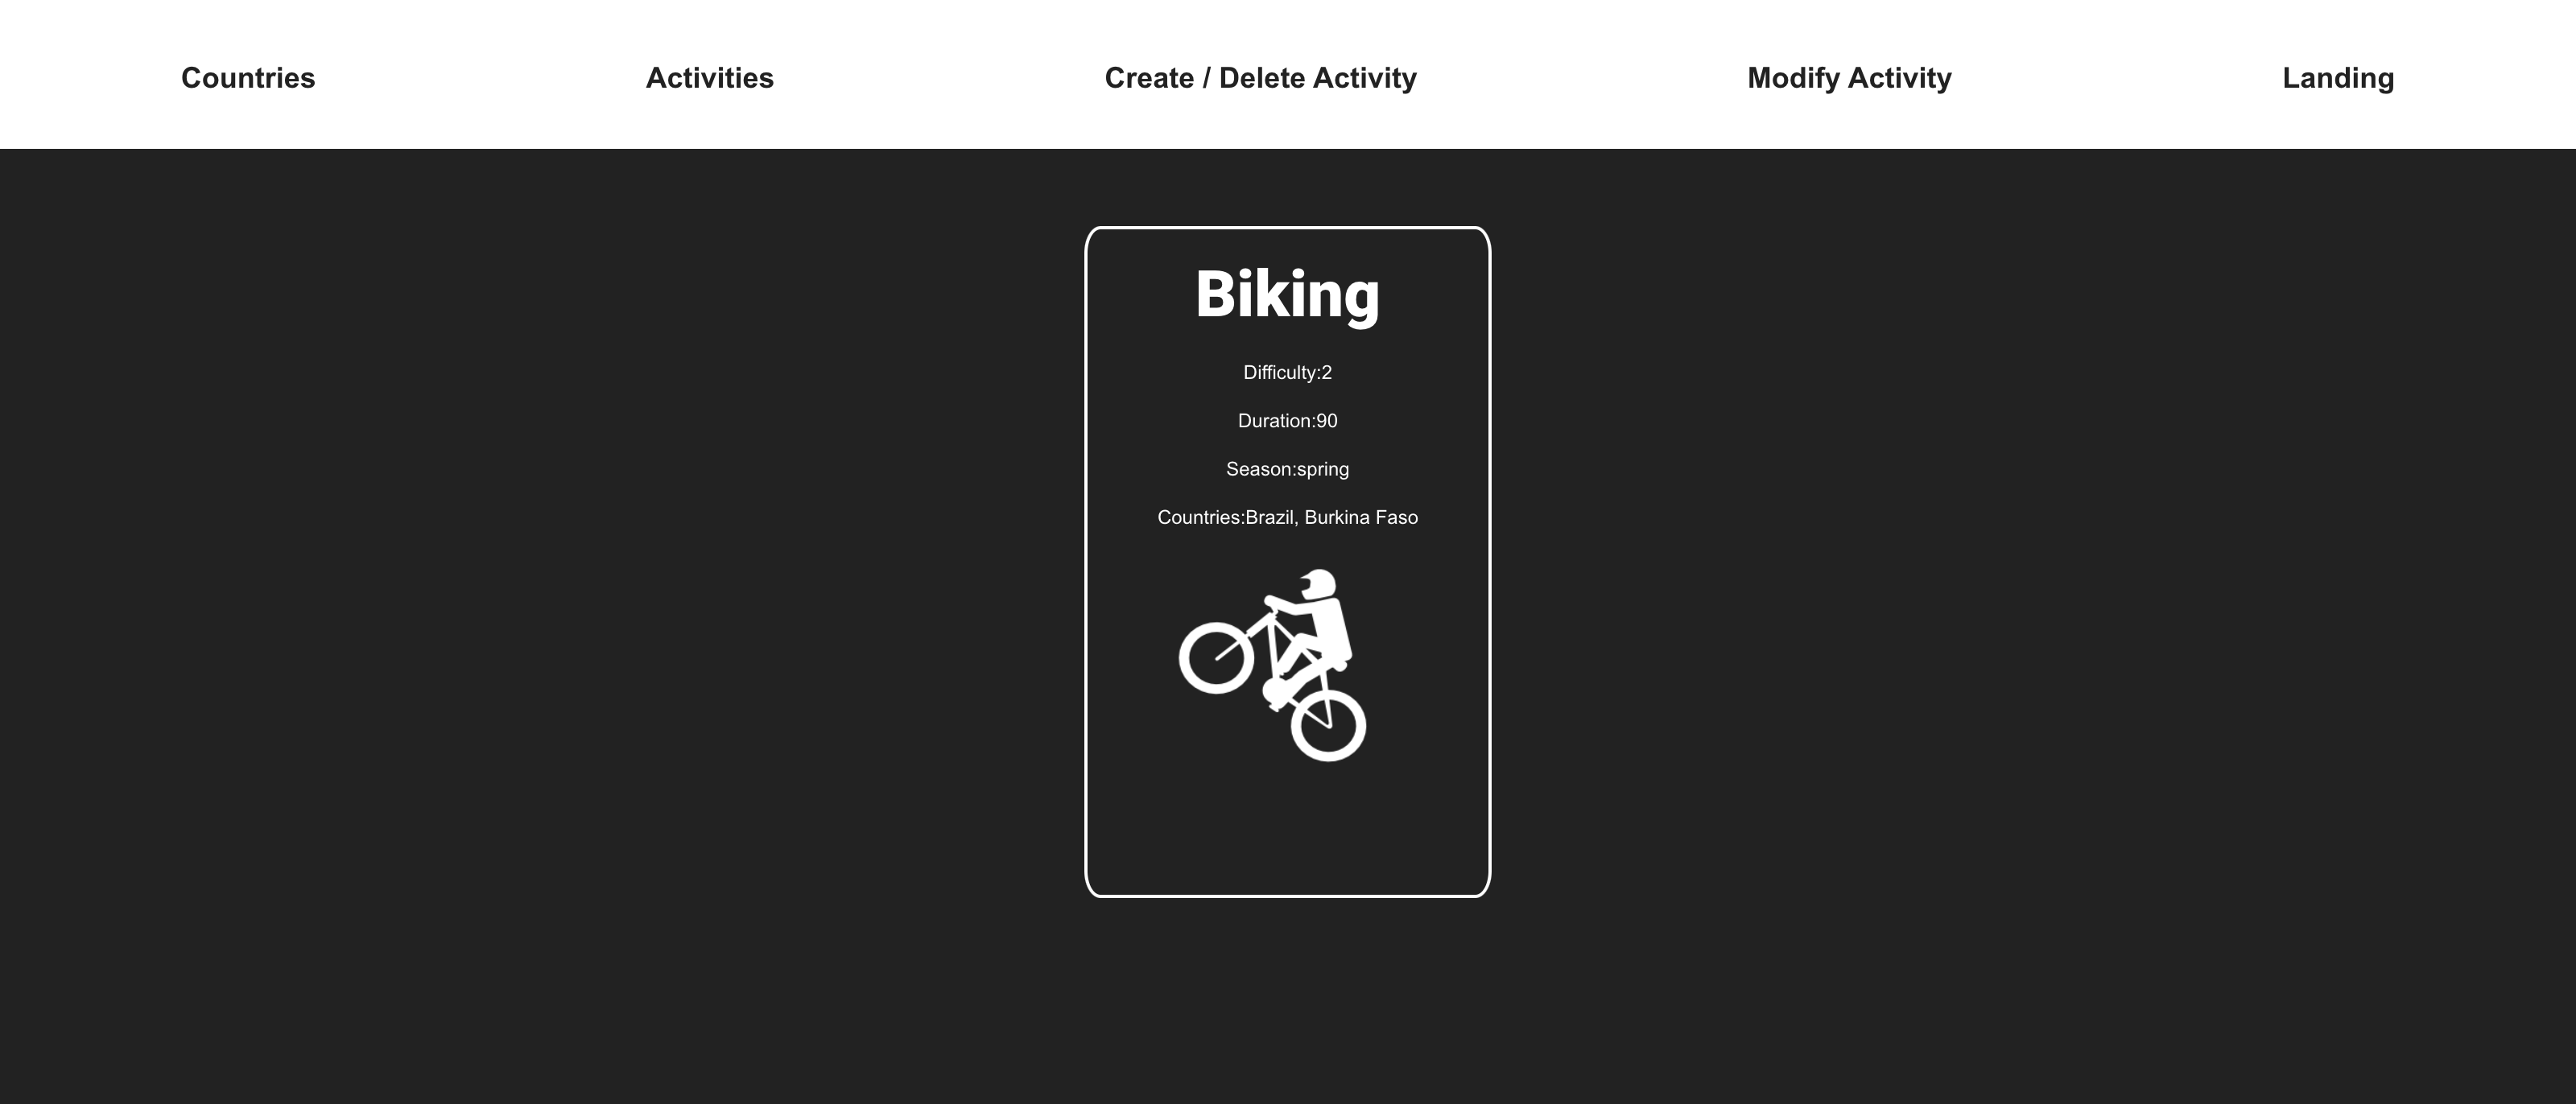 Countries
Activities
Create / Delete Activity
Modify Activity
Landing
Biking
Difficulty:2
Duration:90
Season:spring
Countries:Brazil, Burkina Faso